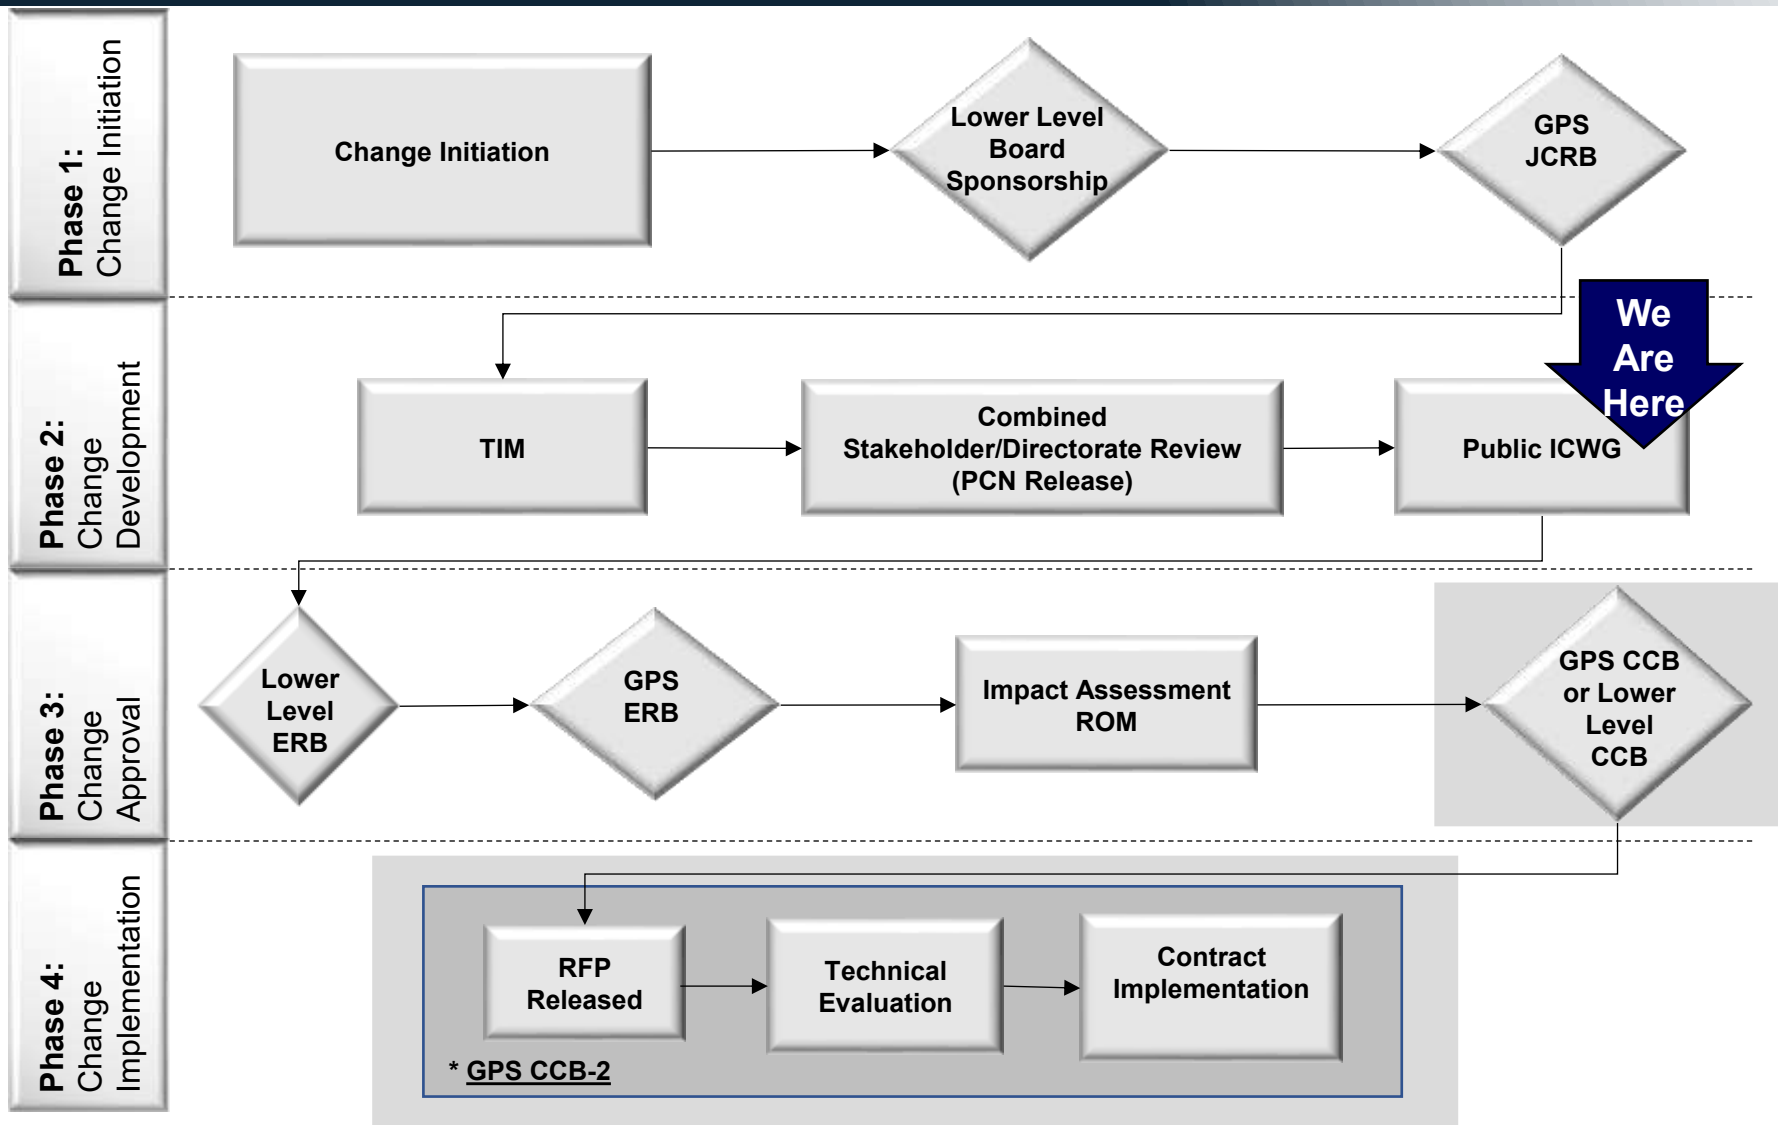 Phase 1:
Change Initiation
Change Initiation
Lower Level
Board
Sponsorship
GPS
JCRB
We
Are
Here
Phase 2:
Change
Development
TIM
Combined
Stakeholder/Directorate Review
(PCN Release)
Public ICWG
Phase 3:
Change
Approval
Lower
Level
ERB
GPS
ERB
Impact Assessment
ROM
GPS CCB
or Lower
Level
CCB
Phase 4:
Change
Implementation
RFP
Released
Technical
Evaluation
Contract
Implementation
* GPS CCB-2